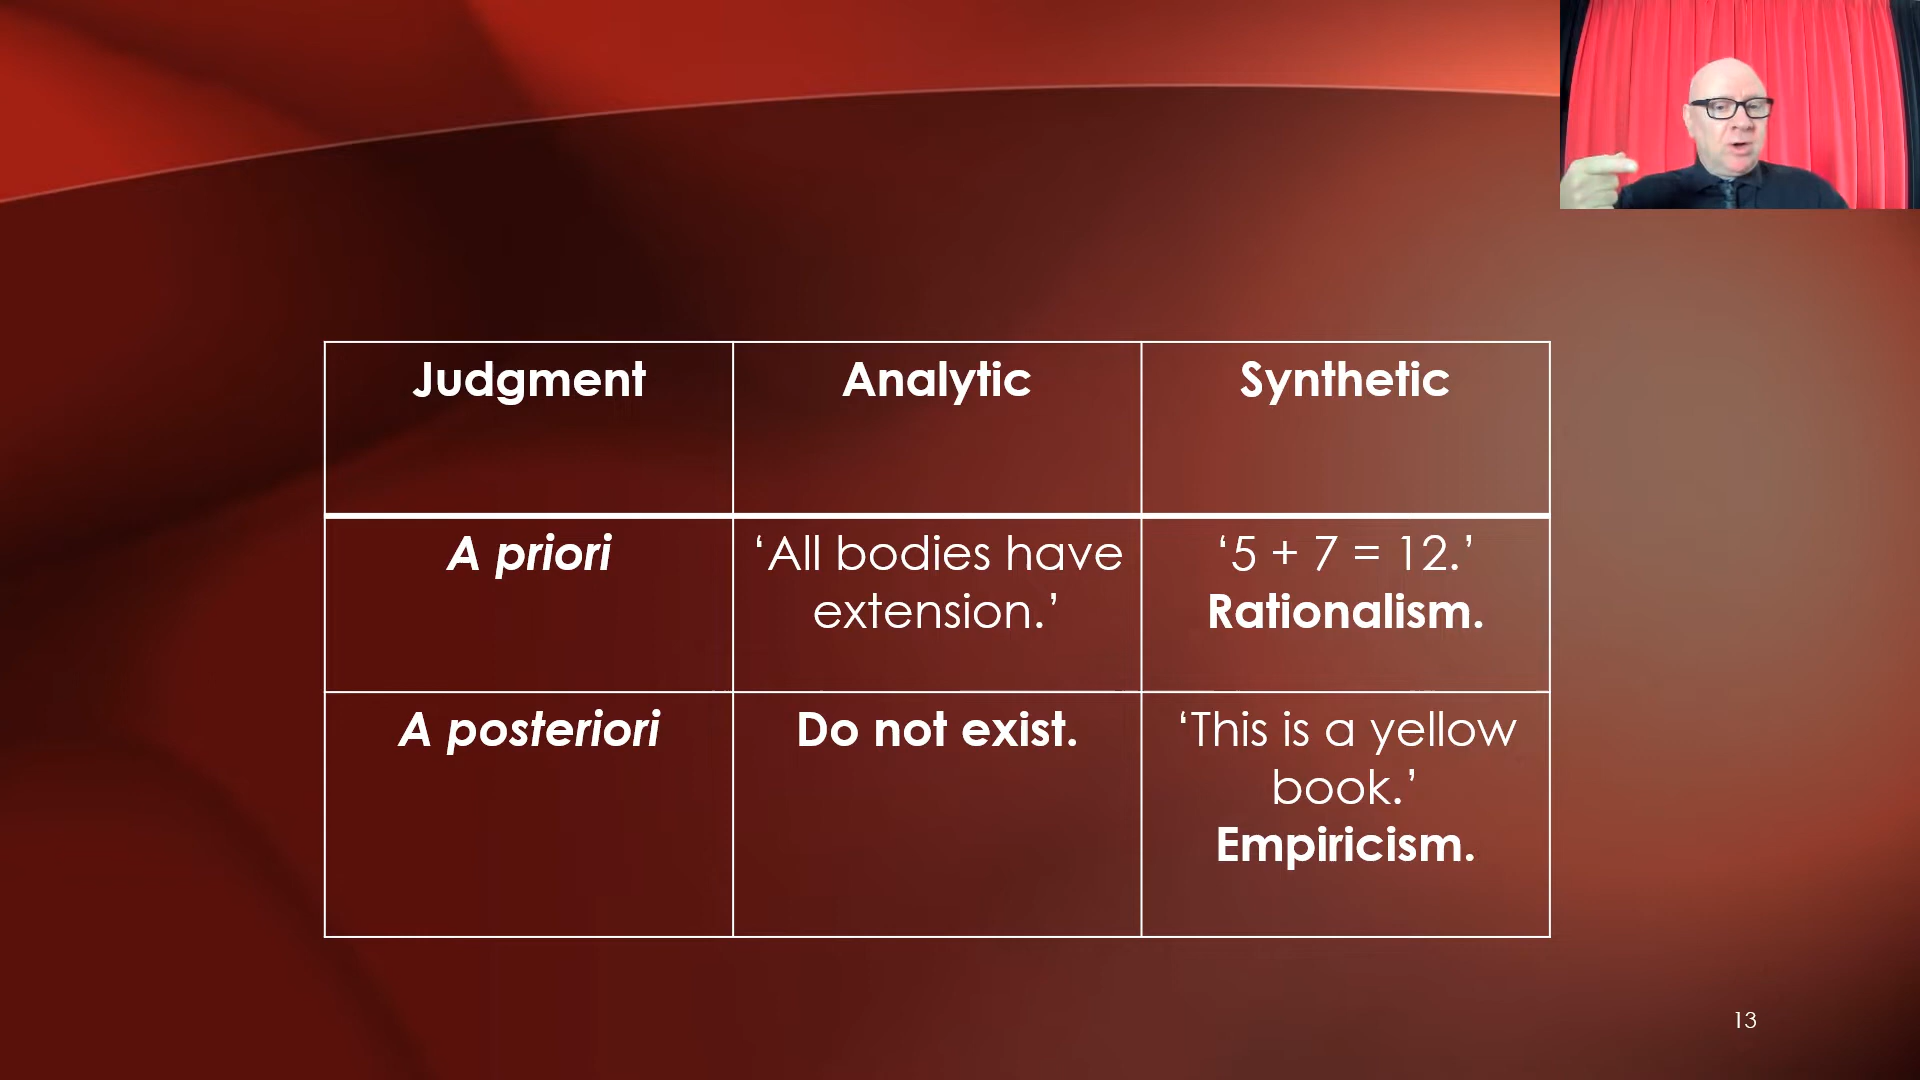 Judgment
Analytic
Synthetic
A priori
‘All bodies have
extension.’
‘5 + 7 = 12.’
Rationalism.
A posteriori
Do not exist.
‘This is a yellow
book.’
Empiricism.
13